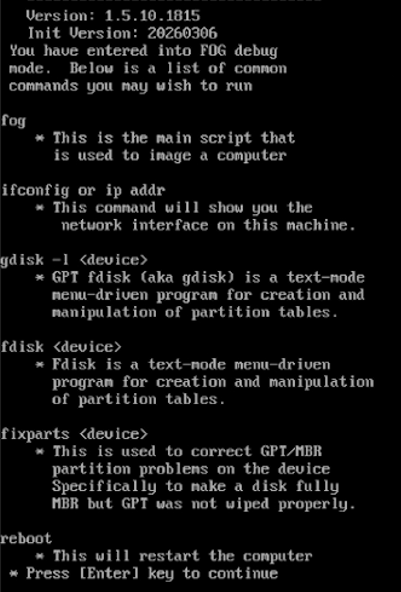 Version: 1.5.10.1815
Init Version: 20260306
You have entered into FOG debug
mode.  Below is a list of common
commands you may wish to run
fog
* This is the main script that
is used to image a computer
ifconfig or ip addr
* This command will show you the
network interface on this machine.
gdisk -l <device>
* GPT fdisk (aka gdisk) is a text-mode
menu-driven program for creation and
manipulation of partition tables.
fdisk <device>
* Fdisk is a text-mode menu-driven
program for creation and manipulation
of partition tables.
fixparts <device>
* This is used to correct GPT/MBR
partition problems on the device
Specifically to make a disk fully
MBR but GPT was not wiped properly.
reboot
* This will restart the computer
* Press [Enter] key to continue